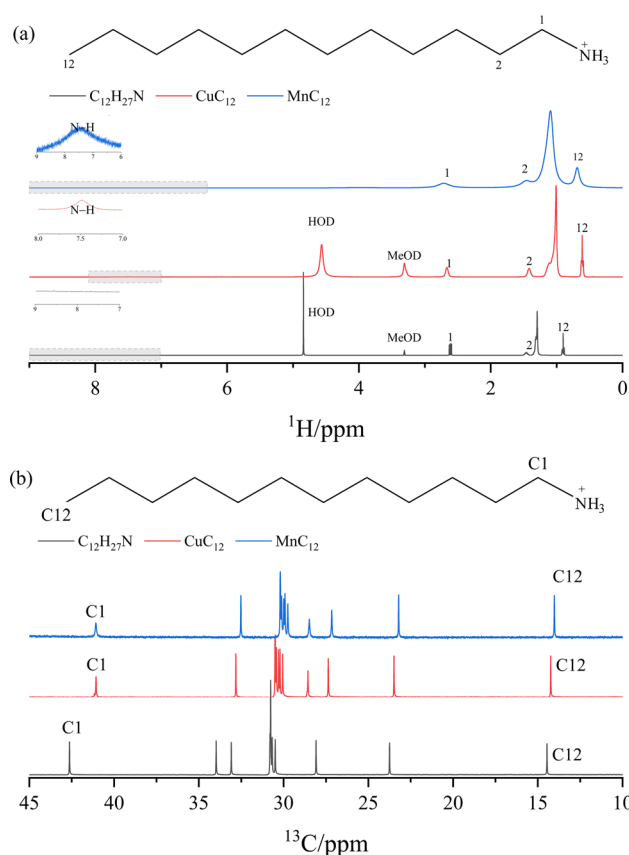 (a)
1
+
NH₃
12
2
C₁₂H₂₇N CuC₁₂ MnC₁₂
N–H
9 8 7 6
1
2
12
N–H
8.0 7.5 7.0
HOD
MeOD
1
2
12
9 8 7
HOD
MeOD
1
2
12
8 6 4 2 0
¹H/ppm
(b)
C1
+
NH₃
C12
C₁₂H₂₇N CuC₁₂ MnC₁₂
C1 C12
C1 C12
C1 C12
45 40 35 30 25 20 15 10
¹³C/ppm